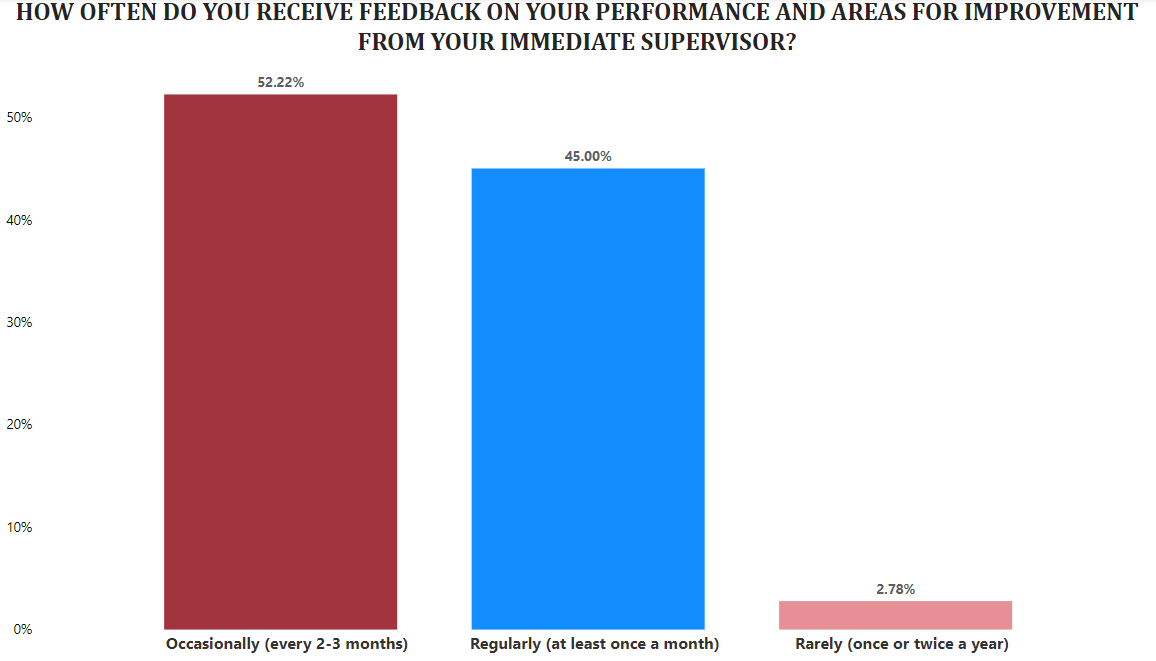 HOW OFTEN DO YOU RECEIVE FEEDBACK ON YOUR PERFORMANCE AND AREAS FOR IMPROVEMENT
FROM YOUR IMMEDIATE SUPERVISOR?
52.22%
50%
45.00%
40%
30%
20%
10%
2.78%
0%
Occasionally (every 2-3 months)
Regularly (at least once a month)
Rarely (once or twice a year)